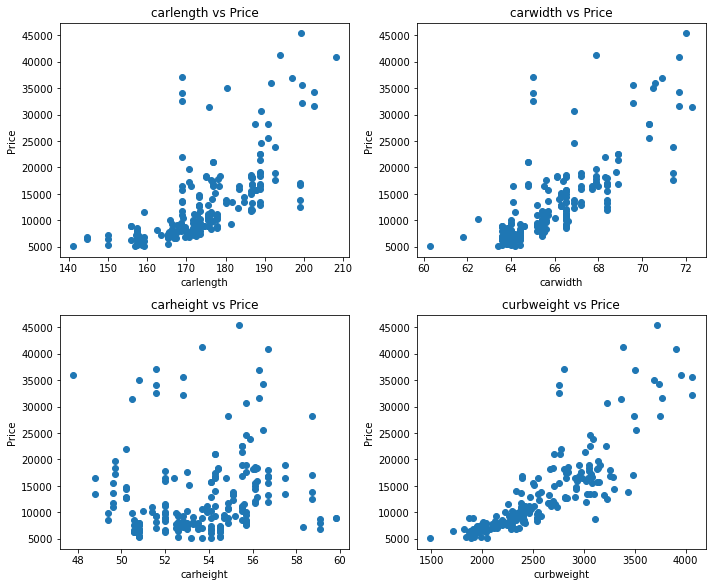 carlength vs Price
45000
40000
35000
30000
25000
20000
15000
10000
5000
Price
140 150 160 170 180 190 200 210
carlength
carwidth vs Price
45000
40000
35000
30000
25000
20000
15000
10000
5000
Price
60 62 64 66 68 70 72
carwidth
carheight vs Price
45000
40000
35000
30000
25000
20000
15000
10000
5000
Price
48 50 52 54 56 58 60
carheight
curbweight vs Price
45000
40000
35000
30000
25000
20000
15000
10000
5000
Price
1500 2000 2500 3000 3500 4000
curbweight